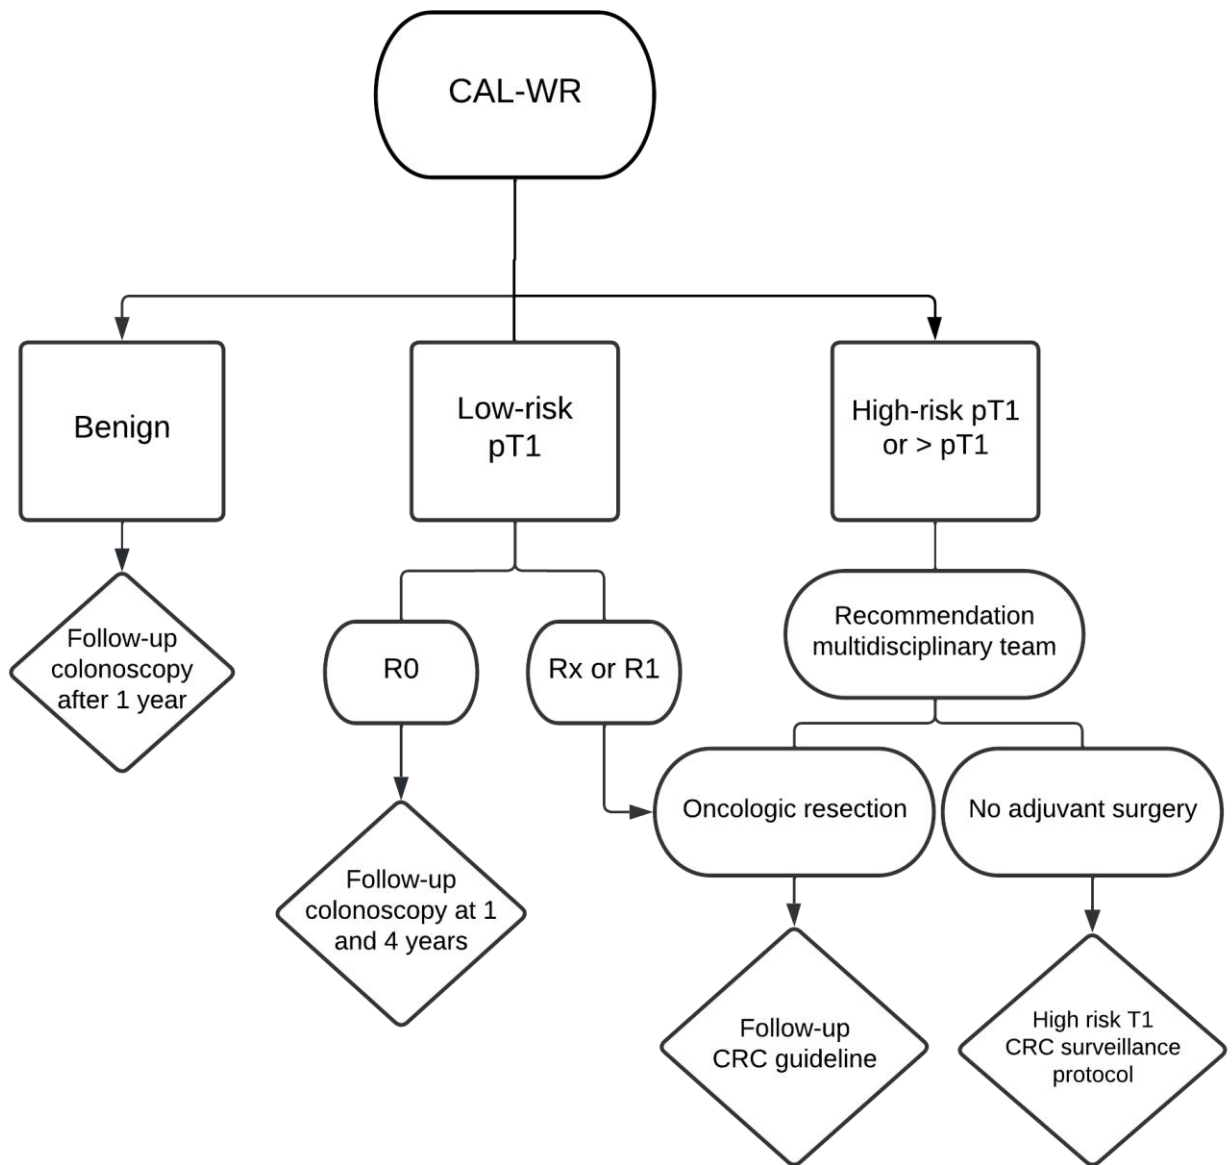 CAL-WR
Benign
Low-risk
pT1
High-risk pT1
or > pT1
Follow-up
colonoscopy
after 1 year
R0
Rx or R1
Recommendation
multidisciplinary team
Oncologic resection
No adjuvant surgery
Follow-up
colonoscopy at 1
and 4 years
Follow-up
CRC guideline
High risk T1
CRC surveillance
protocol